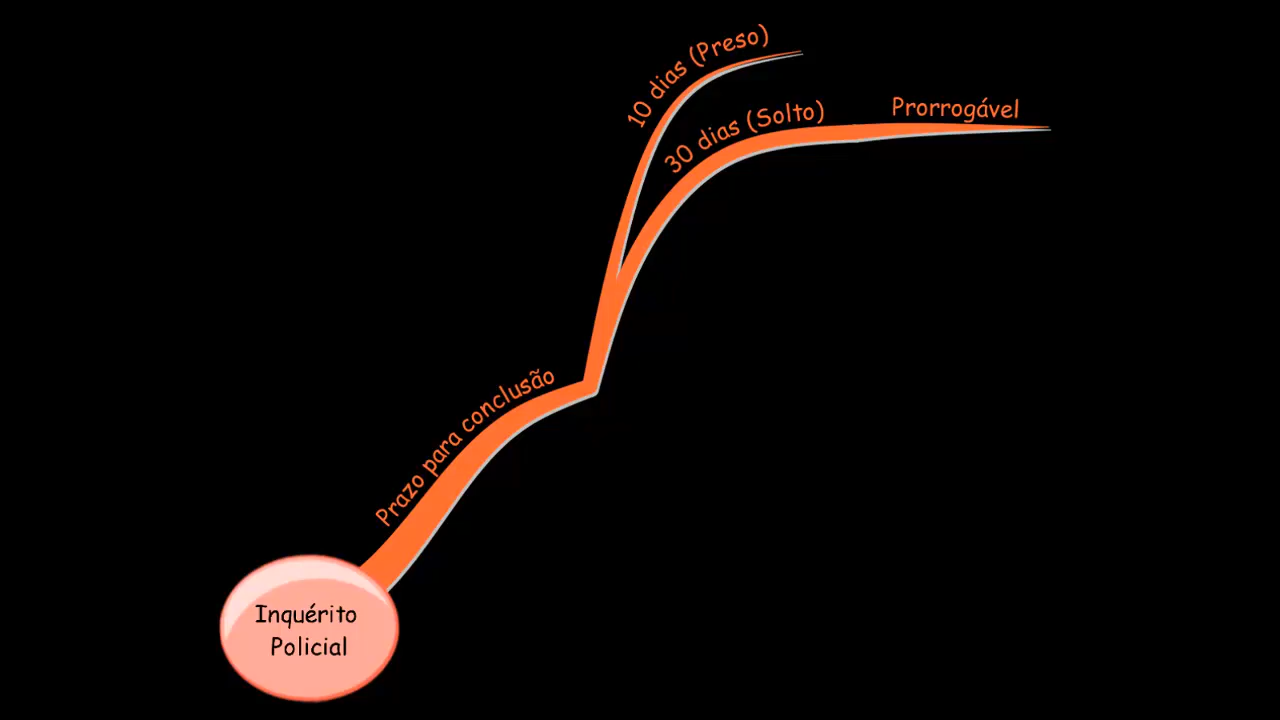 10 dias (Preso)
30 dias (Solto)
Prorrogável
Prazo para conclusão
Inquérito
Policial